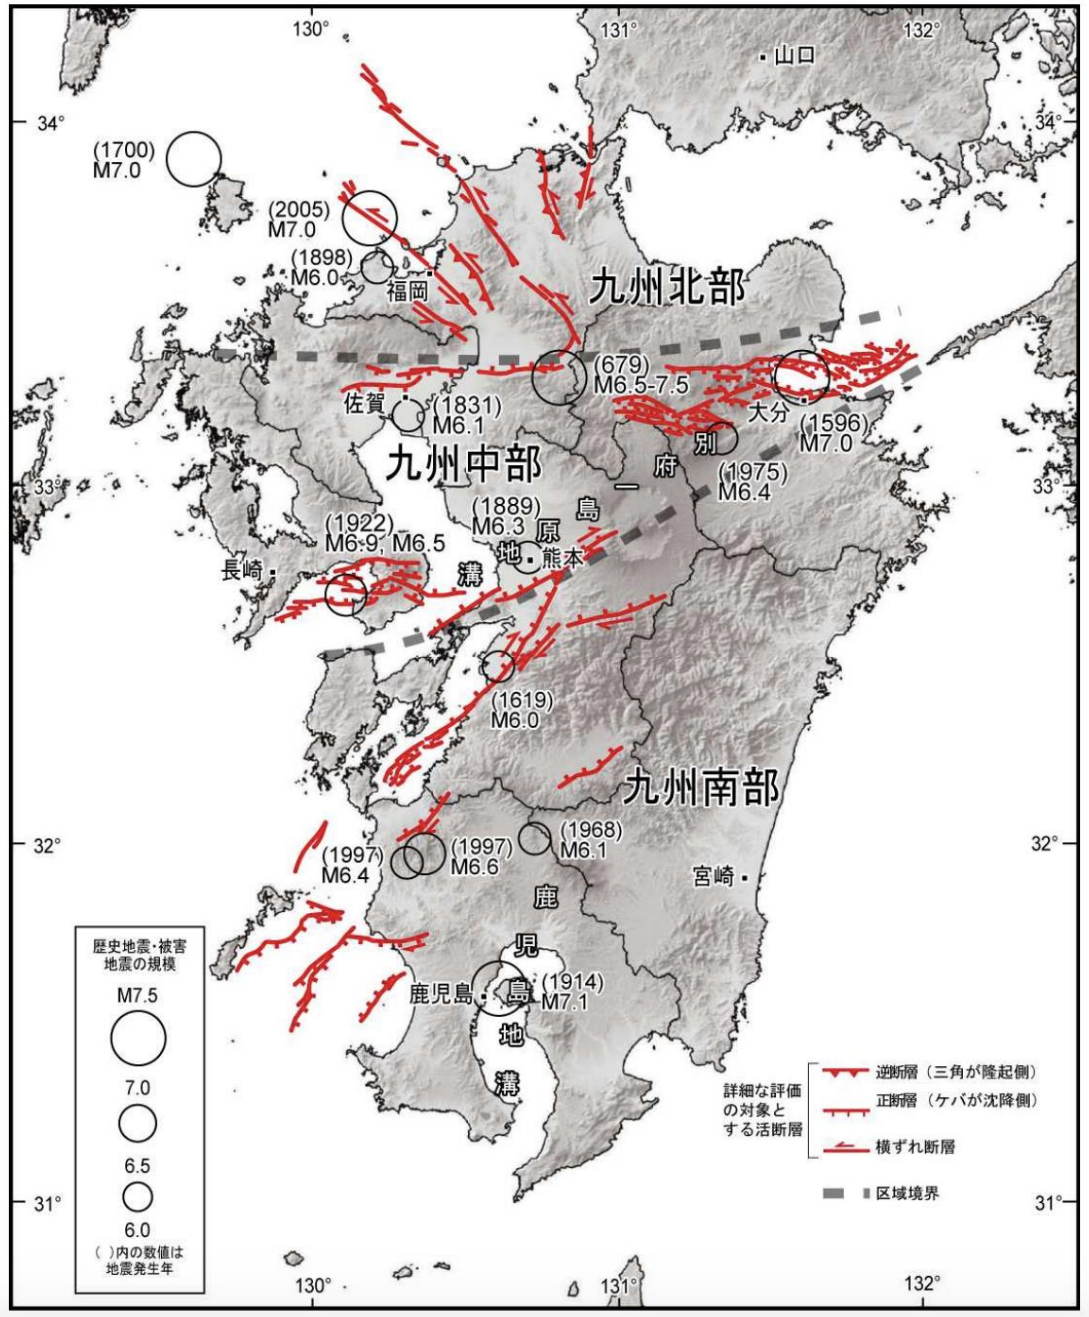 130°
131°
132°
山口
34°
34°
(1700)
M7.0
(2005)
M7.0
(1898)
M6.0
福岡
九州北部
(679)
M6.5-7.5
佐賀
(1831)
M6.1
大分
(1596)
M7.0
九州中部
別
府
一
島
原
地
溝
(1975)
M6.4
33°
33°
(1889)
M6.3
熊本
(1922)
M6.9, M6.5
長崎
(1619)
M6.0
九州南部
32°
32°
(1968)
M6.1
(1997)
M6.4
(1997)
M6.6
宮崎
鹿
児
島
地
溝
鹿児島
(1914)
M7.1
歴史地震・被害
地震の規模
M7.5
7.0
6.5
6.0
( )内の数値は
地震発生年
詳細な評価
の対象と
する活断層
逆断層（三角が隆起側）
正断層（ケバが沈降側）
横ずれ断層
区域境界
31°
31°
130°
131°
132°